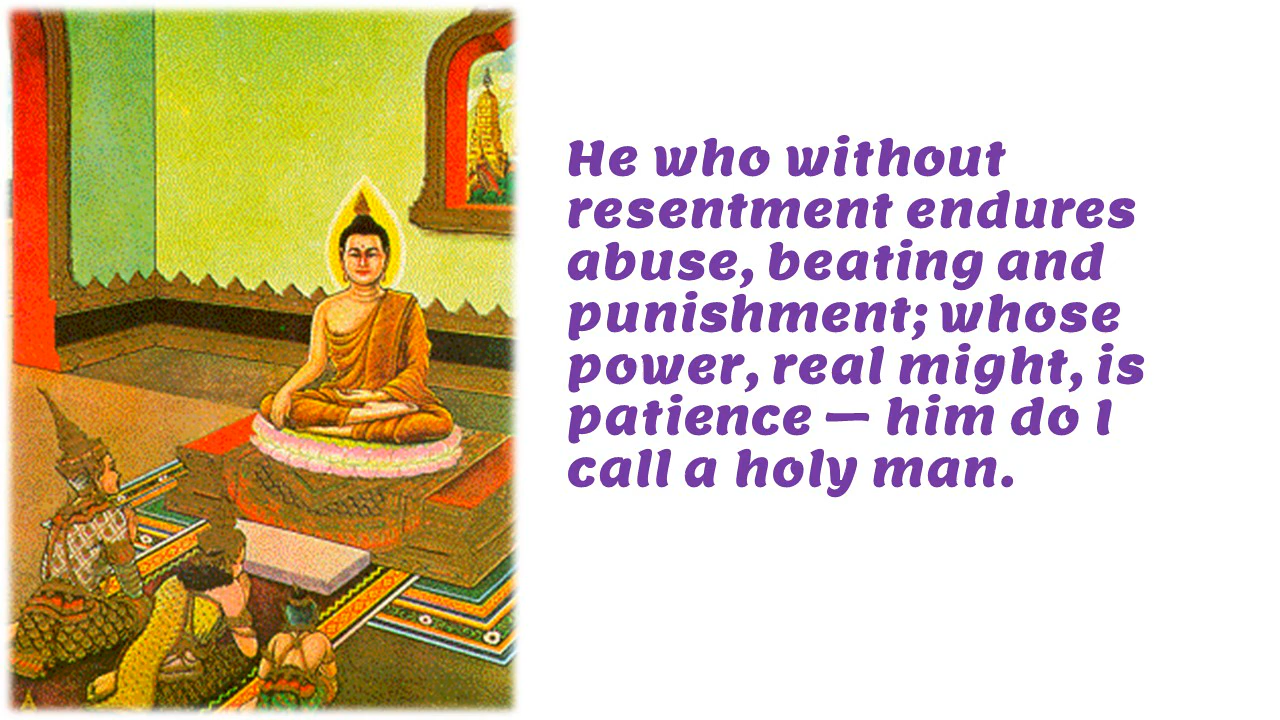 He who without
resentment endures
abuse, beating and
punishment; whose
power, real might, is
patience — him do I
call a holy man.